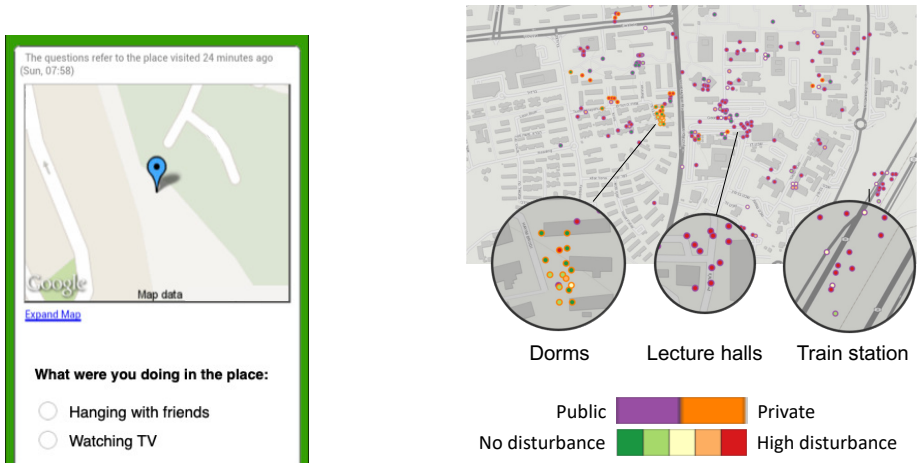 The questions refer to the place visited 24 minutes ago
(Sun, 07:58)
Google
Map data
Expand Map
What were you doing in the place:
Hanging with friends
Watching TV
Dorms
Lecture halls
Train station
Public
Private
No disturbance
High disturbance